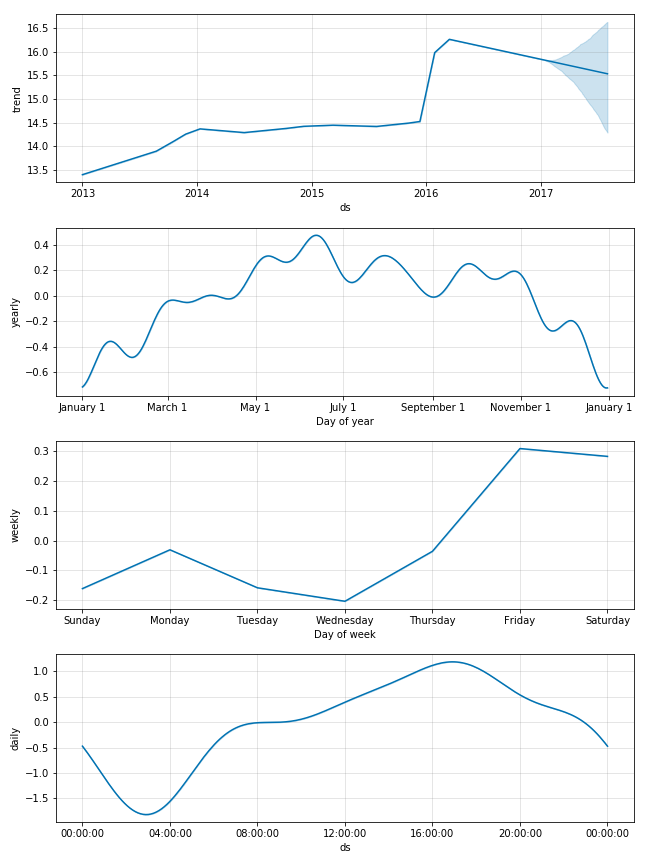 16.5
16.0
15.5
15.0
14.5
14.0
13.5
trend
2013 2014 2015 2016 2017
ds
0.4
0.2
0.0
−0.2
−0.4
−0.6
yearly
January 1 March 1 May 1 July 1 September 1 November 1 January 1
Day of year
0.3
0.2
0.1
0.0
−0.1
−0.2
weekly
Sunday Monday Tuesday Wednesday Thursday Friday Saturday
Day of week
1.0
0.5
0.0
−0.5
−1.0
−1.5
daily
00:00:00 04:00:00 08:00:00 12:00:00 16:00:00 20:00:00 00:00:00
ds